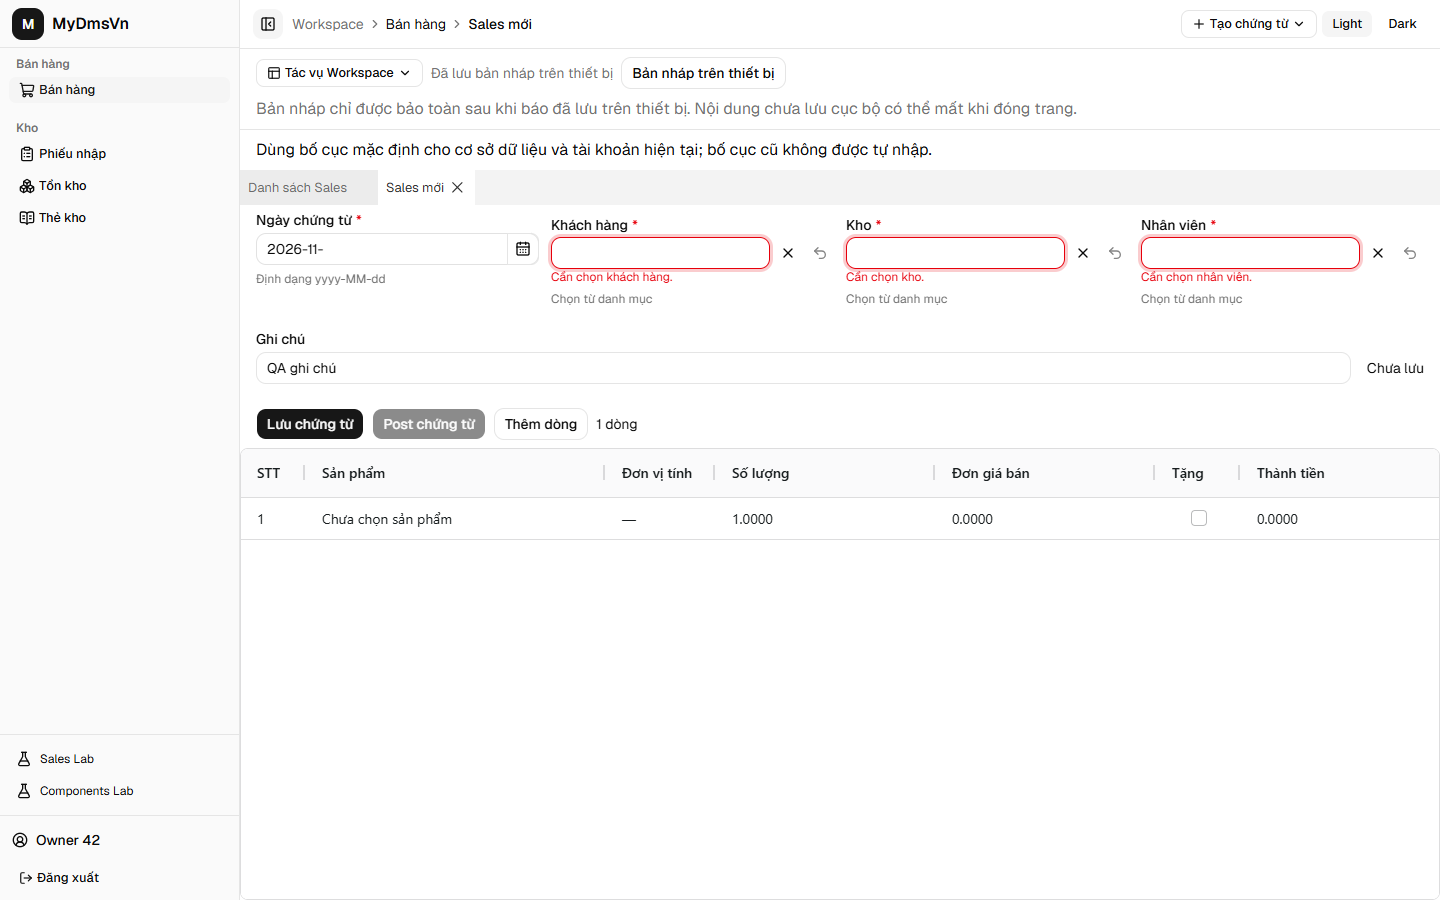 M MyDmsVn
Bán hàng
Bán hàng
Kho
Phiếu nhập
Tồn kho
Thẻ kho
Sales Lab
Components Lab
Owner 42
Đăng xuất
Workspace > Bán hàng > Sales mới
+ Tạo chứng từ
Light
Dark
Tác vụ Workspace
Đã lưu bản nháp trên thiết bị
Bản nháp trên thiết bị
Bản nháp chỉ được bảo toàn sau khi báo đã lưu trên thiết bị. Nội dung chưa lưu cục bộ có thể mất khi đóng trang.
Dùng bố cục mặc định cho cơ sở dữ liệu và tài khoản hiện tại; bố cục cũ không được tự nhập.
Danh sách Sales
Sales mới
Ngày chứng từ *
2026-11-
Định dạng yyyy-MM-dd
Khách hàng *
Cần chọn khách hàng.
Chọn từ danh mục
Kho *
Cần chọn kho.
Chọn từ danh mục
Nhân viên *
Cần chọn nhân viên.
Chọn từ danh mục
Ghi chú
QA ghi chú
Chưa lưu
Lưu chứng từ
Post chứng từ
Thêm dòng
1 dòng
STT Sản phẩm Đơn vị tính Số lượng Đơn giá bán Tặng Thành tiền
1 Chưa chọn sản phẩm — 1.0000 0.0000 0.0000